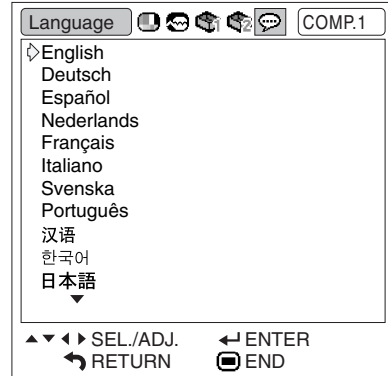 Language COMP.1
English
Deutsch
Español
Nederlands
Français
Italiano
Svenska
Português
汉语
한국어
日本語
SEL./ADJ. ENTER
RETURN END